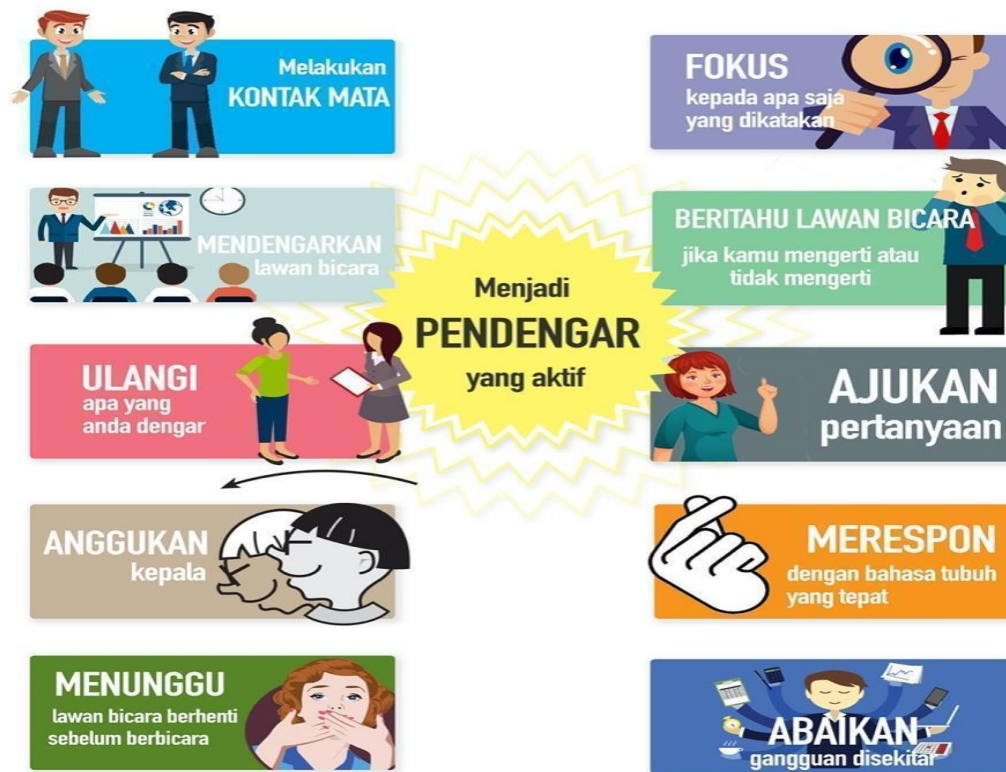 Melakukan
KONTAK MATA
MENDENGARKAN
lawan bicara
ULANGI
apa yang
anda dengar
ANGGUKAN
kepala
MENUNGGU
lawan bicara berhenti
sebelum berbicara
Menjadi
PENDENGAR
yang aktif
FOKUS
kepada apa saja
yang dikatakan
BERITAHU LAWAN BICARA
jika kamu mengerti atau
tidak mengerti
AJUKAN
pertanyaan
MERESPON
dengan bahasa tubuh
yang tepat
ABAIKAN
gangguan disekitar